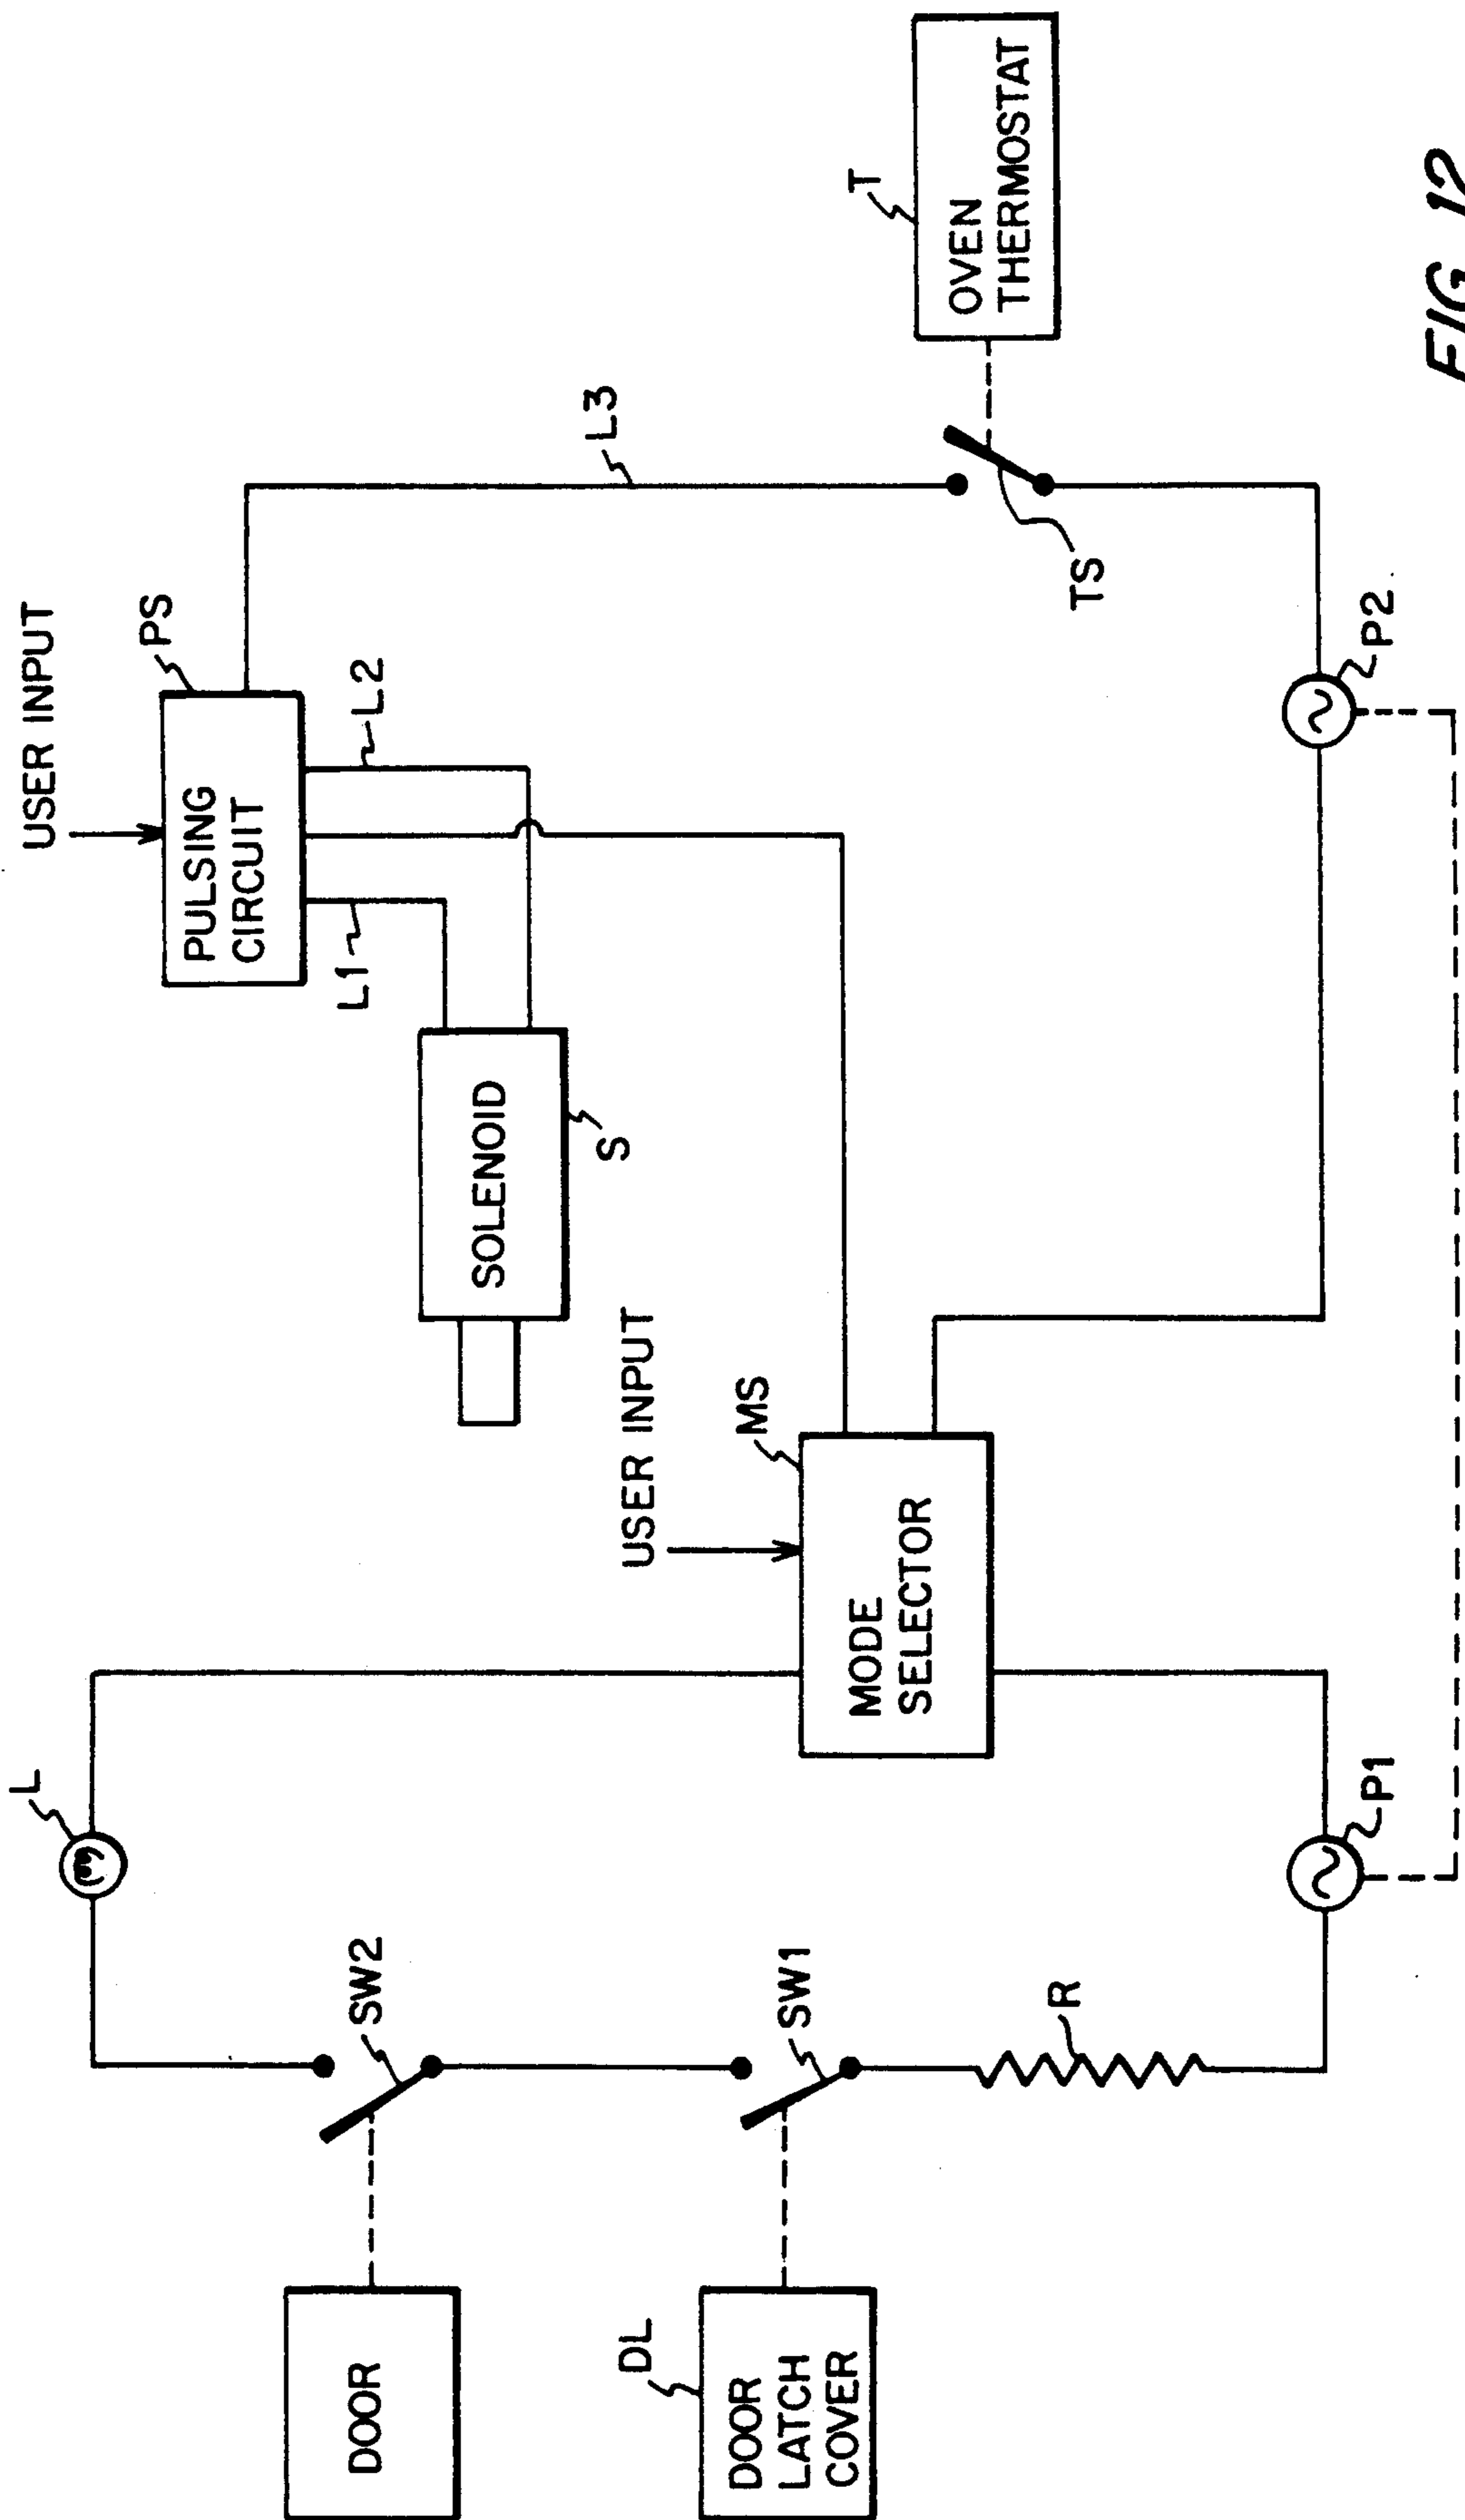 USER INPUT
PS
PULSING
CIRCUIT
L1
L2
L3
SOLENOID
S
USER INPUT
MS
MODE
SELECTOR
L
SW2
DOOR
SW1
DL
DOOR
LATCH
COVER
R
P1
P2
TS
T
OVEN
THERMOSTAT
FIG. 12